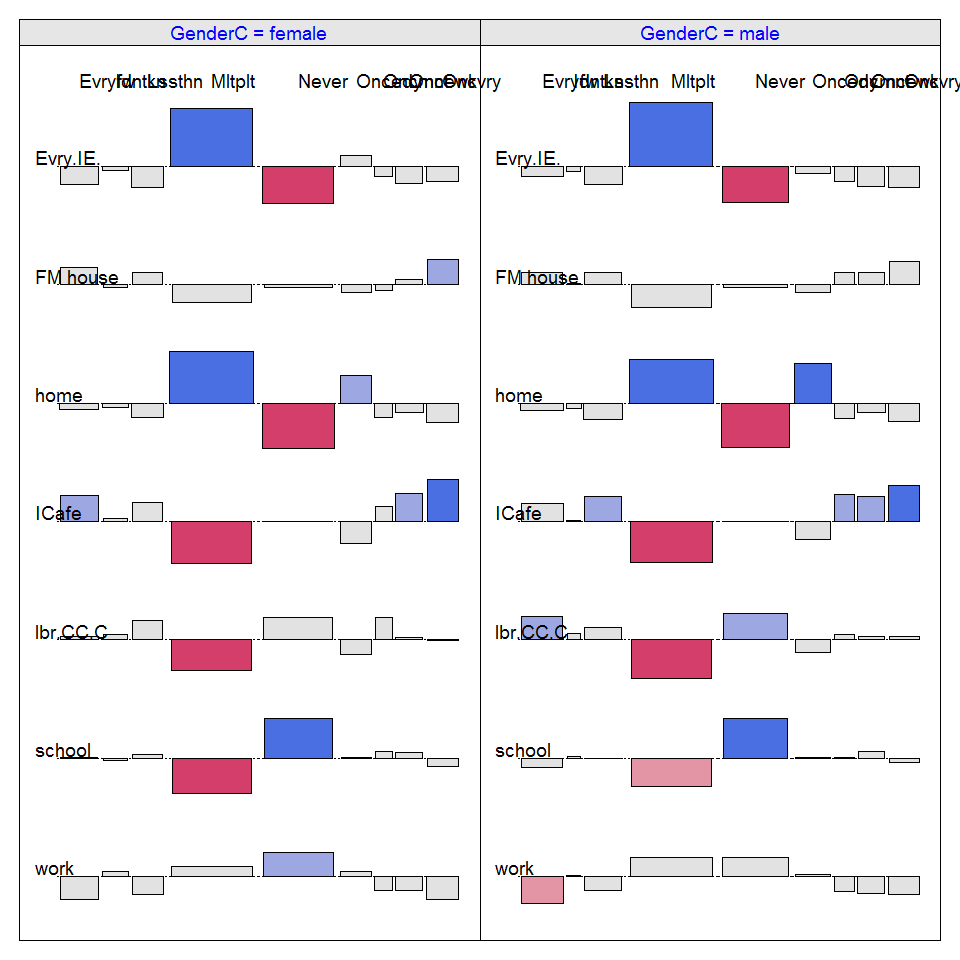 GenderC = female
GenderC = male
Mltplt Never
Mltplt Never
Evry.IE.
Evry.IE.
FM house
FM house
home
home
ICafe
ICafe
lbr.CC.C
lbr.CC.C
school
school
work
work